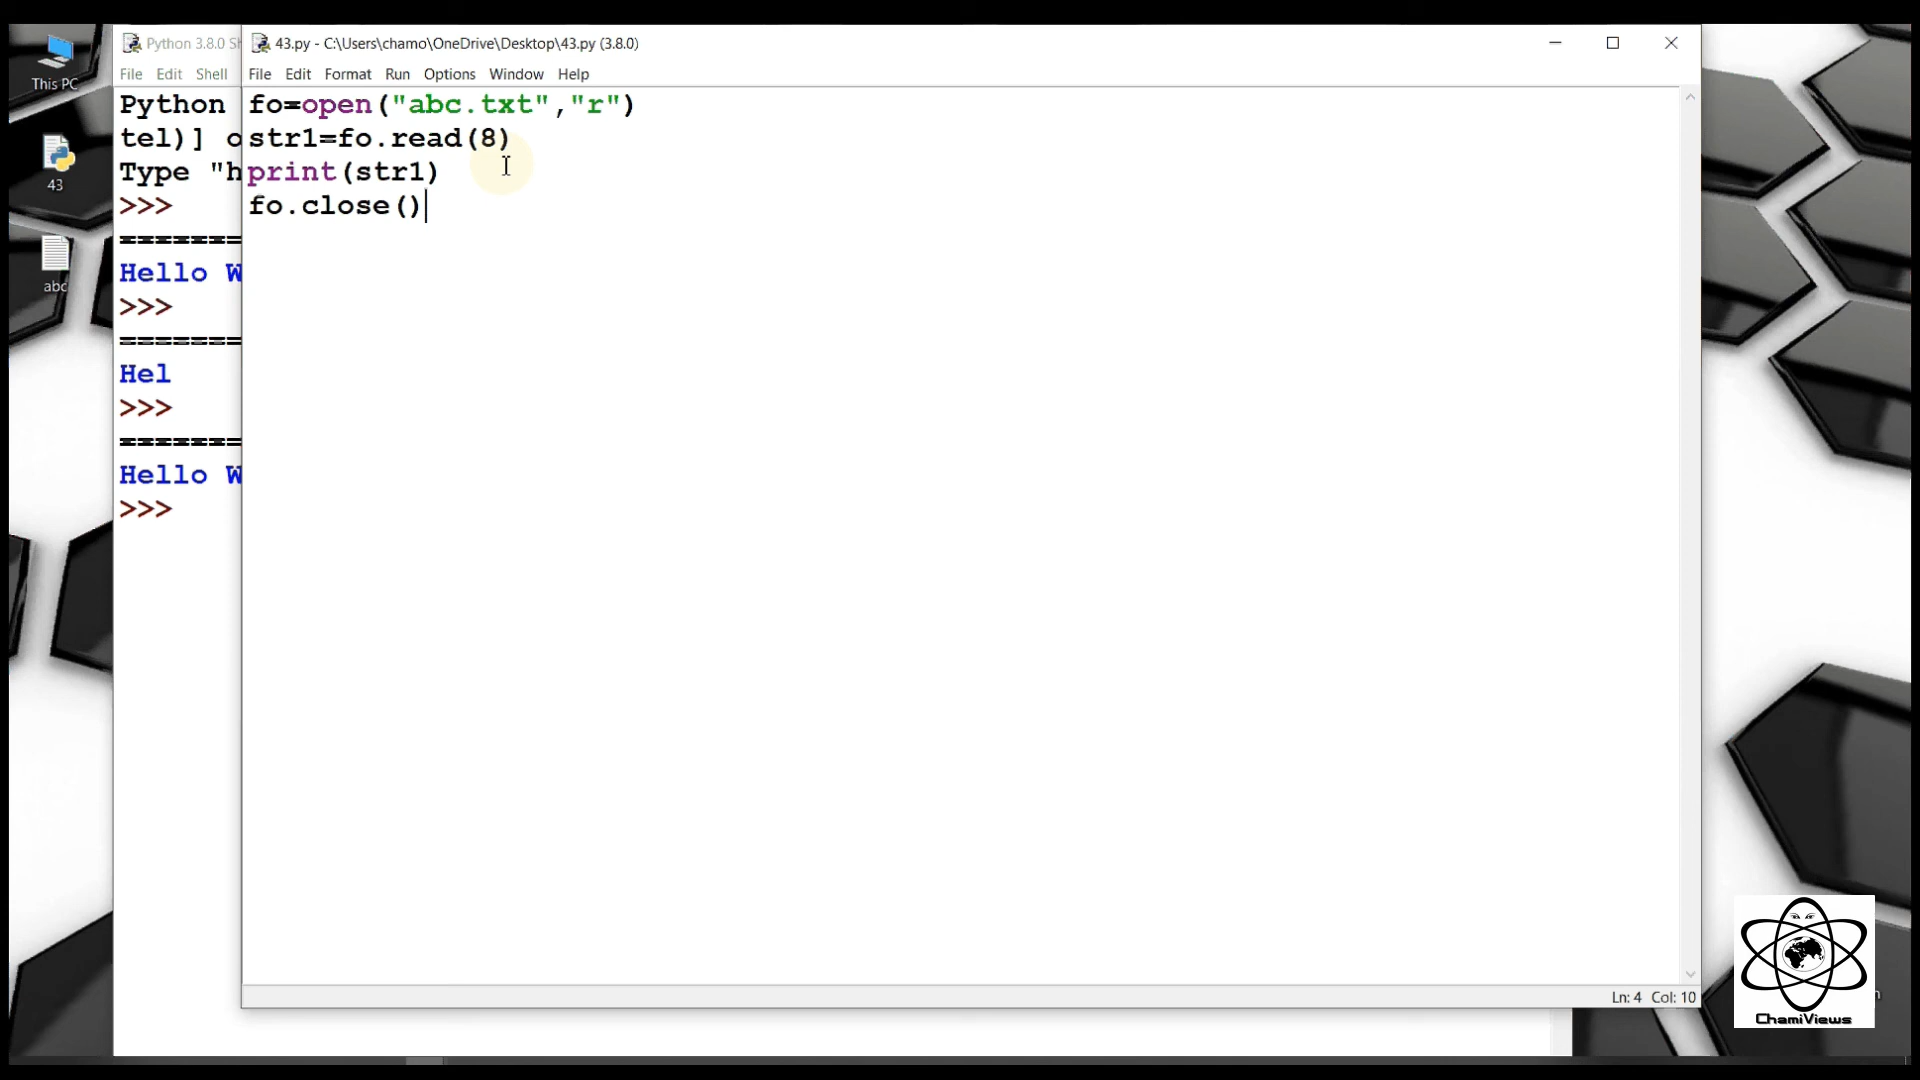 This PC
43
abc
Python 3.8.0 Sh
File Edit Shell
Python
tel)] o
Type "h
>>>
========
Hello W
>>>
========
Hel
>>>
========
Hello W
>>>
43.py - C:\Users\chamo\OneDrive\Desktop\43.py (3.8.0)
File Edit Format Run Options Window Help
fo=open("abc.txt","r")
str1=fo.read(8)
print(str1)
fo.close()
Ln: 4 Col: 10
ChamiViews